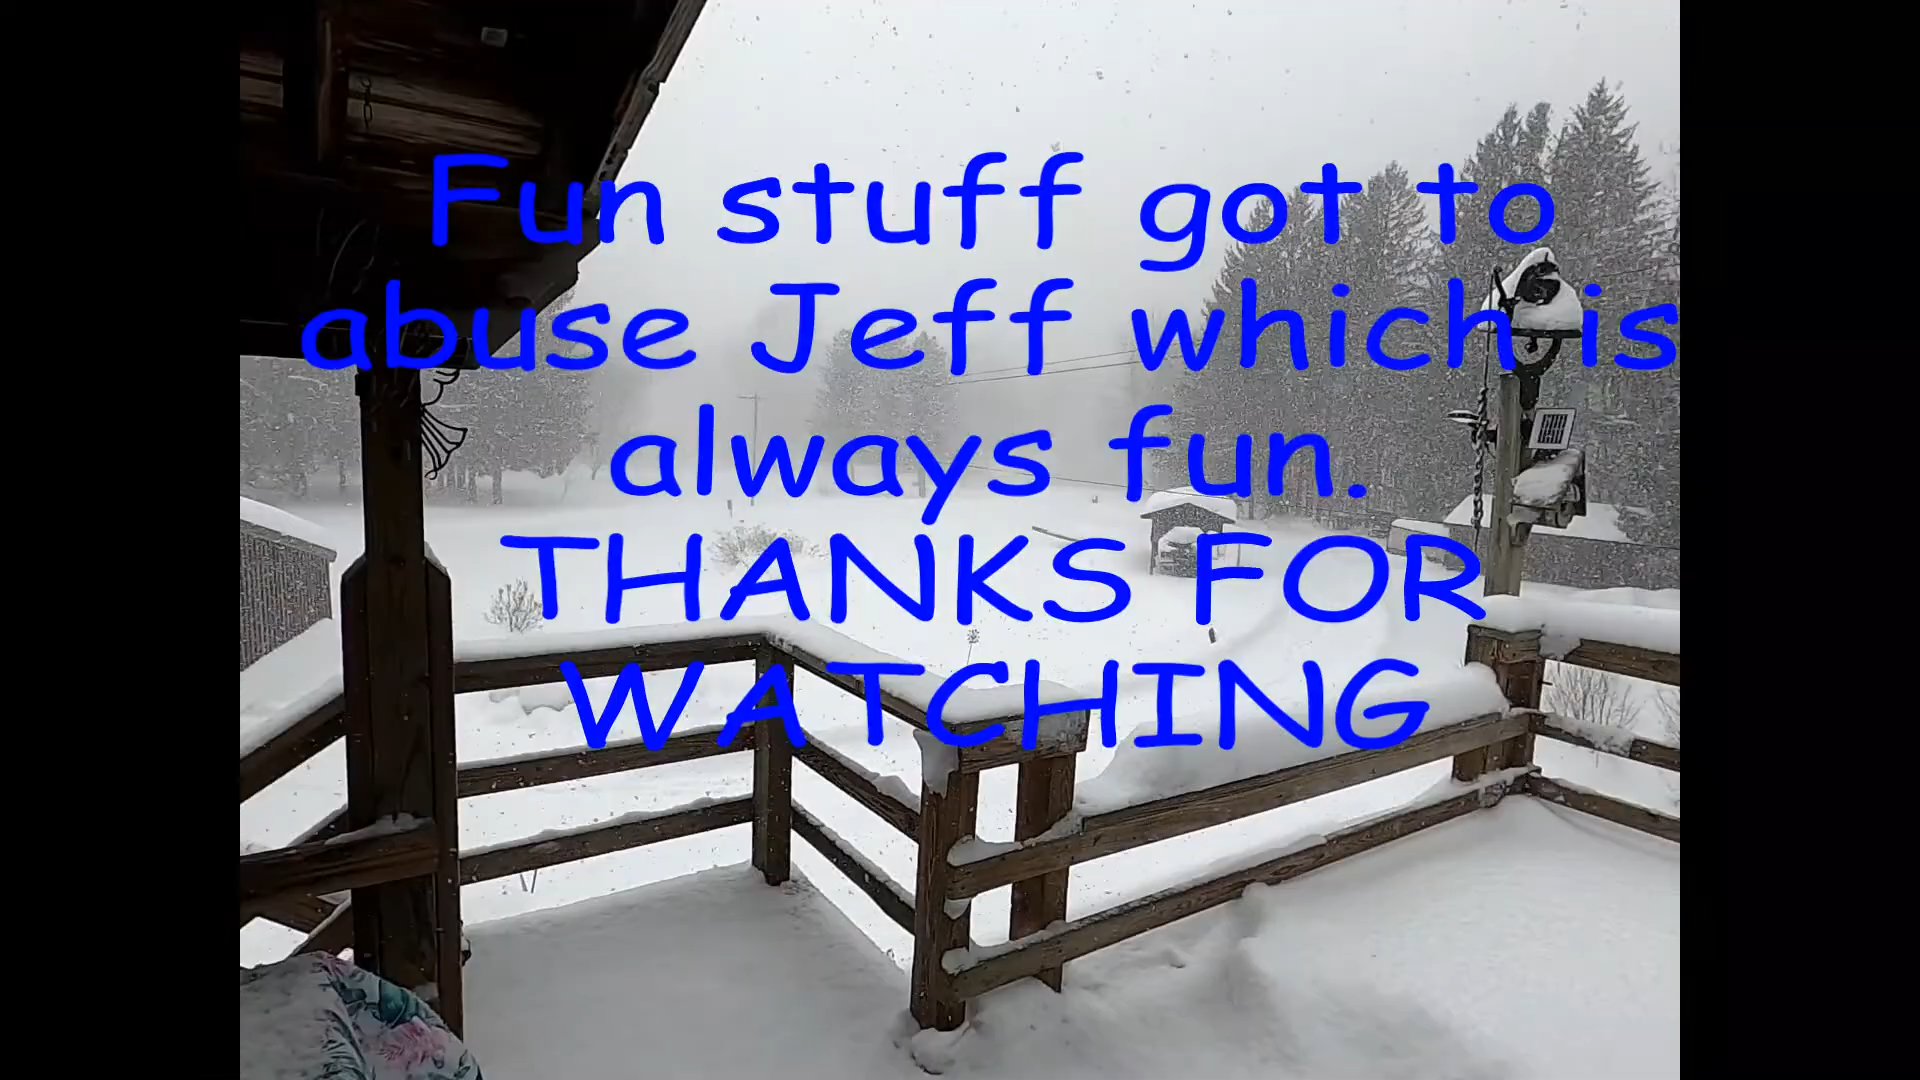 Fun stuff got to
abuse Jeff which is
always fun.
THANKS FOR
WATCHING